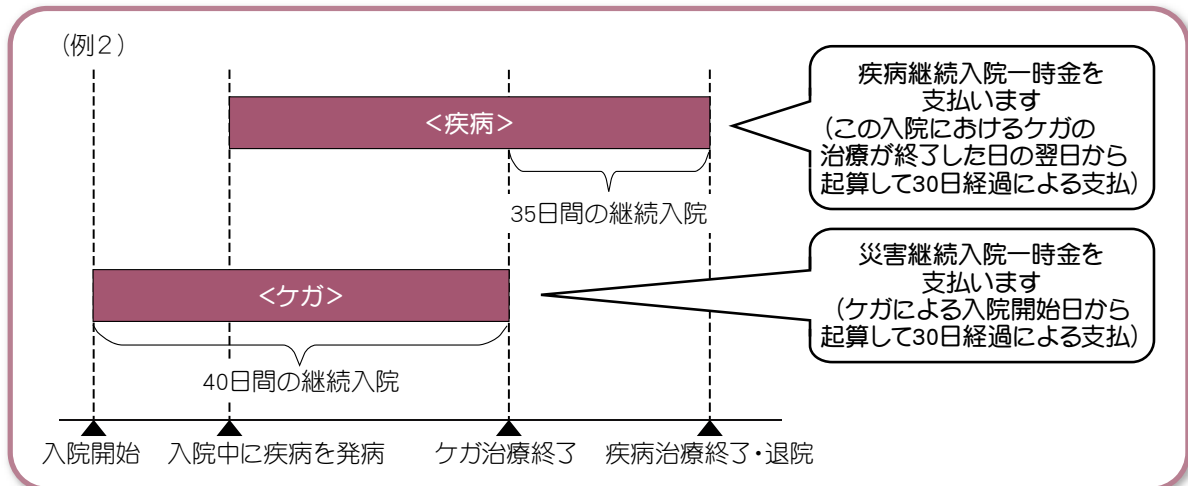 （例２）
＜疾病＞
疾病継続入院一時金を
支払います
（この入院におけるケガの
治療が終了した日の翌日から
起算して30日経過による支払）
35日間の継続入院
＜ケガ＞
災害継続入院一時金を
支払います
（ケガによる入院開始日から
起算して30日経過による支払）
40日間の継続入院
入院開始
入院中に疾病を発病
ケガ治療終了
疾病治療終了・退院